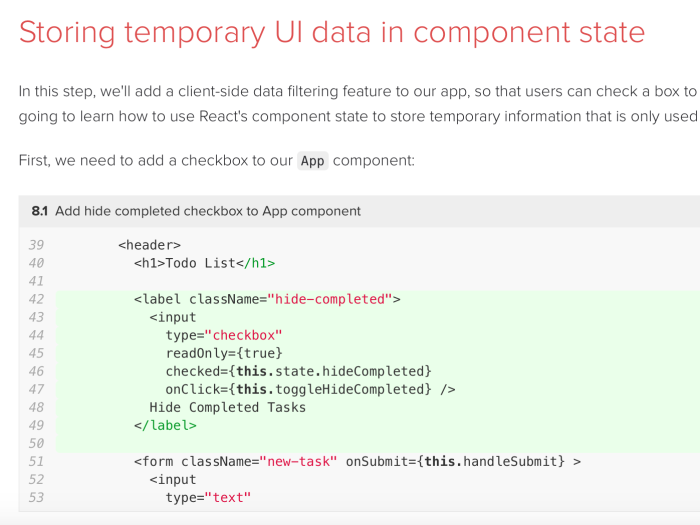 Storing temporary UI data in component state
In this step, we'll add a client-side data filtering feature to our app, so that users can check a box to
going to learn how to use React's component state to store temporary information that is only used
First, we need to add a checkbox to our App component:
8.1 Add hide completed checkbox to App component
39 <header>
40 <h1>Todo List</h1>
41
42 <label className="hide-completed">
43 <input
44 type="checkbox"
45 readOnly={true}
46 checked={this.state.hideCompleted}
47 onClick={this.toggleHideCompleted} />
48 Hide Completed Tasks
49 </label>
50
51 <form className="new-task" onSubmit={this.handleSubmit} >
52 <input
53 type="text"